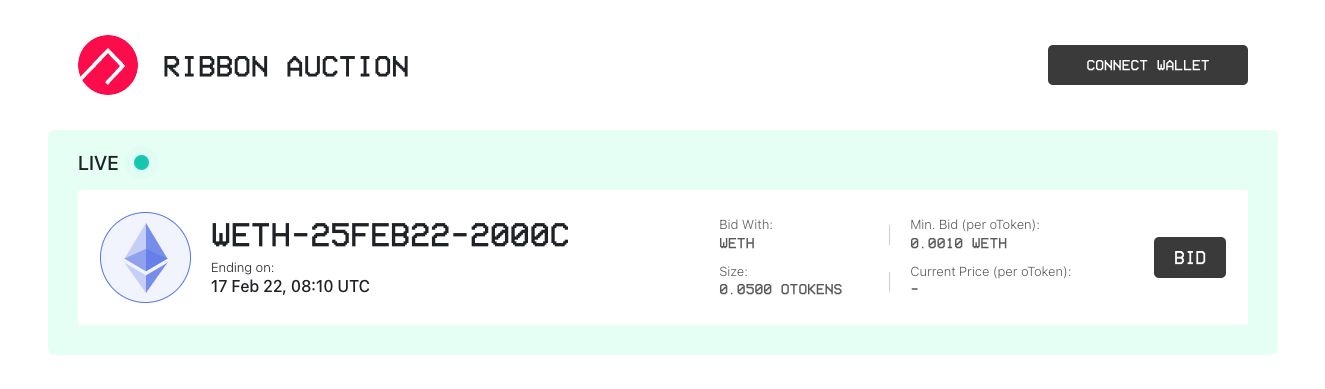 RIBBON AUCTION
CONNECT WALLET
LIVE
WETH-25FEB22-2000C
Ending on:
17 Feb 22, 08:10 UTC
Bid With:
WETH
Size:
0.0500 OTOKENS
Min. Bid (per oToken):
0.0010 WETH
Current Price (per oToken):
-
BID